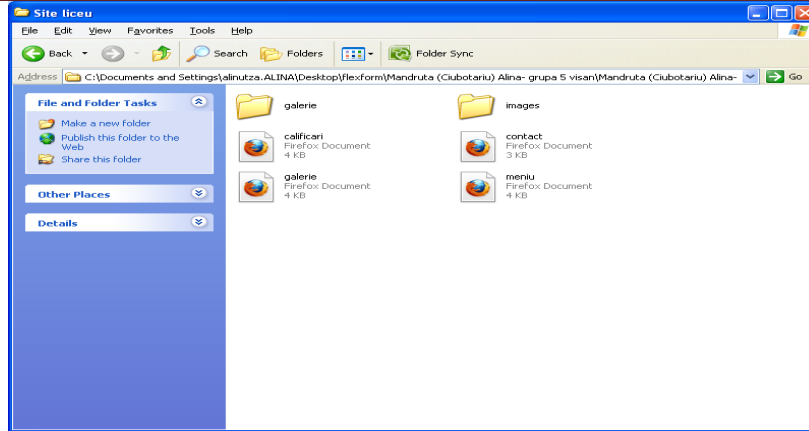 Site liceu
File Edit View Favorites Tools Help
Back Search Folders Folder Sync
Address C:\Documents and Settings\alinutza.ALINA\Desktop\flexform\Mandruta (Ciubotariu) Alina- grupa 5 visan\Mandruta (Ciubotariu) Alina- Go
File and Folder Tasks
Make a new folder
Publish this folder to the
Web
Share this folder
Other Places
Details
galerie
images
calificari
Firefox Document
4 KB
contact
Firefox Document
3 KB
galerie
Firefox Document
4 KB
meniu
Firefox Document
4 KB